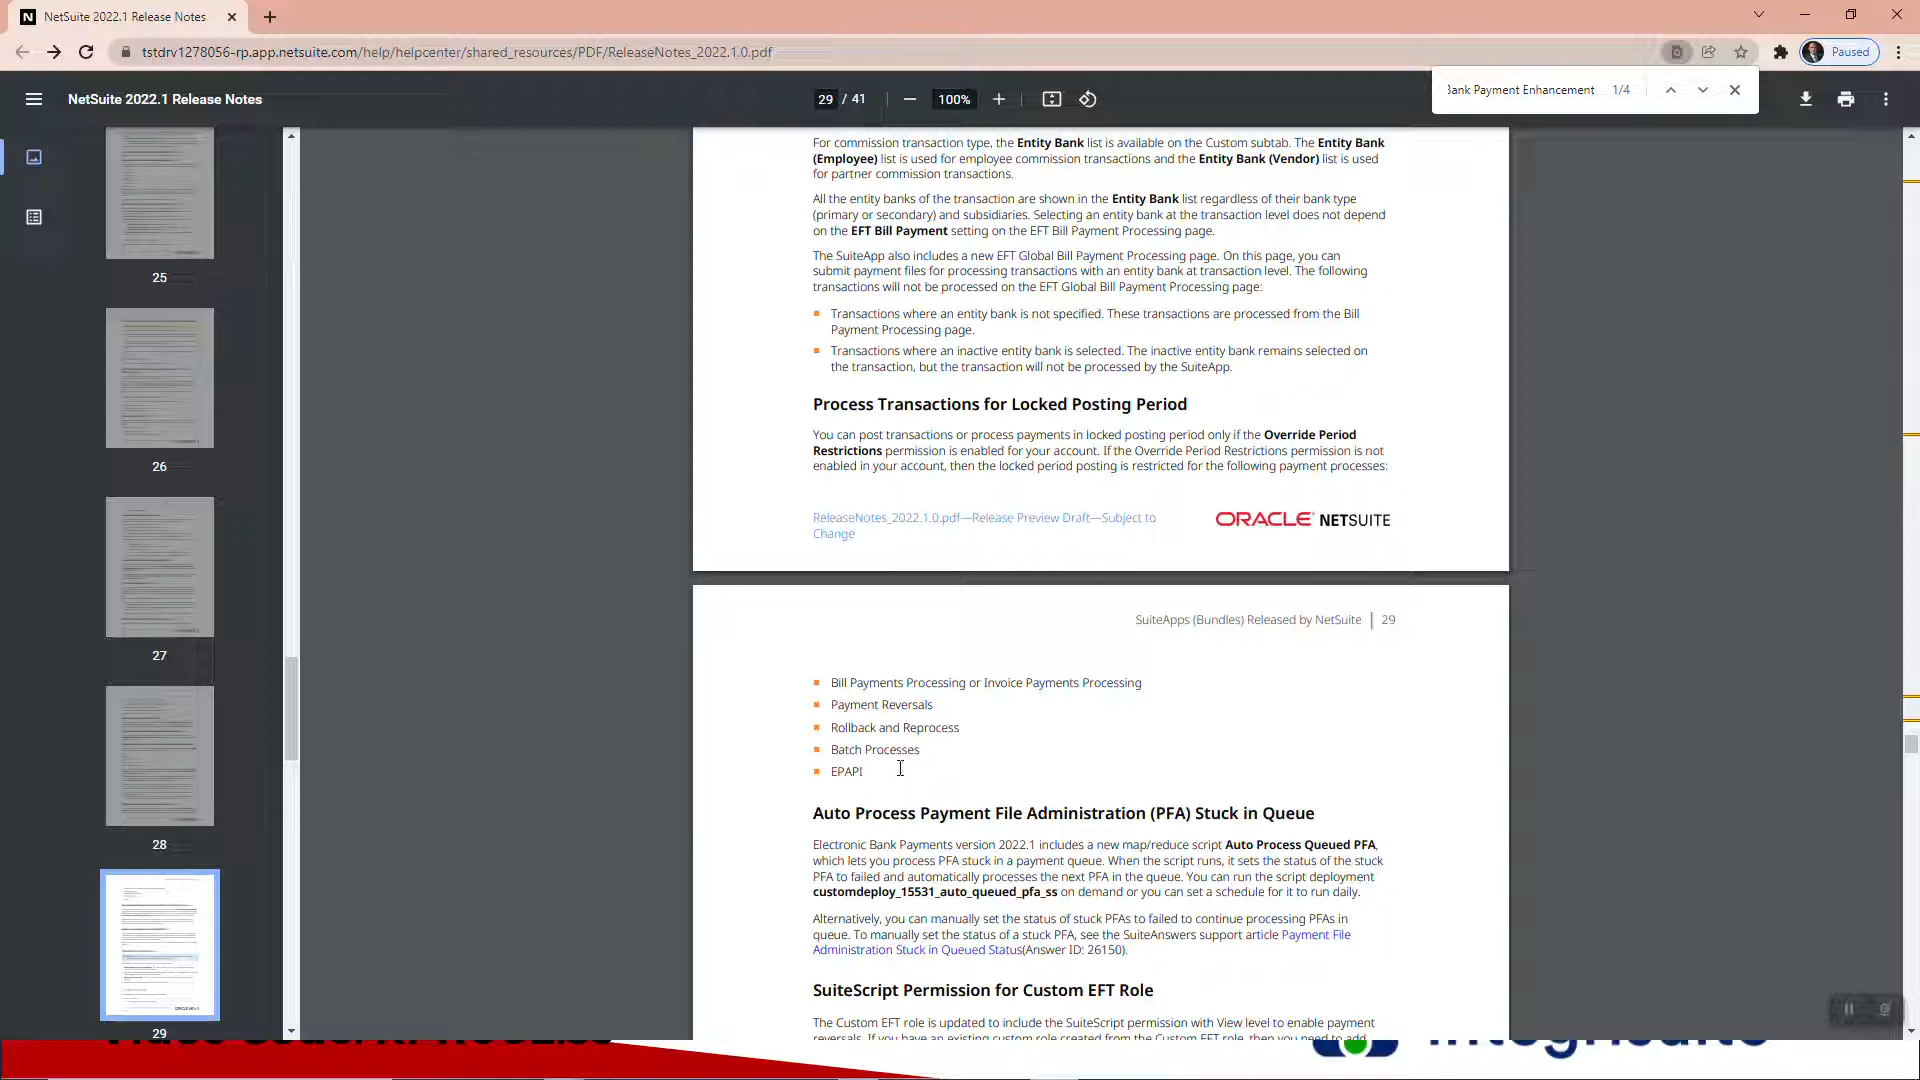 NetSuite 2022.1 Release Notes
tstdrv1278056-rp.app.netsuite.com/help/helpcenter/shared_resources/PDF/ReleaseNotes_2022.1.0.pdf
Paused
Bank Payment Enhancement 1/4
NetSuite 2022.1 Release Notes
29 / 41
100%
25
26
27
28
29
For commission transaction type, the Entity Bank list is available on the Custom subtab. The Entity Bank
(Employee) list is used for employee commission transactions and the Entity Bank (Vendor) list is used
for partner commission transactions.
All the entity banks of the transaction are shown in the Entity Bank list regardless of their bank type
(primary or secondary) and subsidiaries. Selecting an entity bank at the transaction level does not depend
on the EFT Bill Payment setting on the EFT Bill Payment Processing page.
The SuiteApp also includes a new EFT Global Bill Payment Processing page. On this page, you can
submit payment files for processing transactions with an entity bank at transaction level. The following
transactions will not be processed on the EFT Global Bill Payment Processing page:
Transactions where an entity bank is not specified. These transactions are processed from the Bill
Payment Processing page.
Transactions where an inactive entity bank is selected. The inactive entity bank remains selected on
the transaction, but the transaction will not be processed by the SuiteApp.
Process Transactions for Locked Posting Period
You can post transactions or process payments in locked posting period only if the Override Period
Restrictions permission is enabled for your account. If the Override Period Restrictions permission is not
enabled in your account, then the locked period posting is restricted for the following payment processes:
ReleaseNotes_2022.1.0.pdf—Release Preview Draft—Subject to
Change
ORACLE NETSUITE
SuiteApps (Bundles) Released by NetSuite | 29
Bill Payments Processing or Invoice Payments Processing
Payment Reversals
Rollback and Reprocess
Batch Processes
EPAPI
Auto Process Payment File Administration (PFA) Stuck in Queue
Electronic Bank Payments version 2022.1 includes a new map/reduce script Auto Process Queued PFA,
which lets you process PFA stuck in a payment queue. When the script runs, it sets the status of the stuck
PFA to failed and automatically processes the next PFA in the queue. You can run the script deployment
customdeploy_15531_auto_queued_pfa_ss on demand or you can set a schedule for it to run daily.
Alternatively, you can manually set the status of stuck PFAs to failed to continue processing PFAs in
queue. To manually set the status of a stuck PFA, see the SuiteAnswers support article Payment File
Administration Stuck in Queued Status(Answer ID: 26150).
SuiteScript Permission for Custom EFT Role
The Custom EFT role is updated to include the SuiteScript permission with View level to enable payment
reversals. If you have an existing custom role created from the Custom EFT role, then you need to add